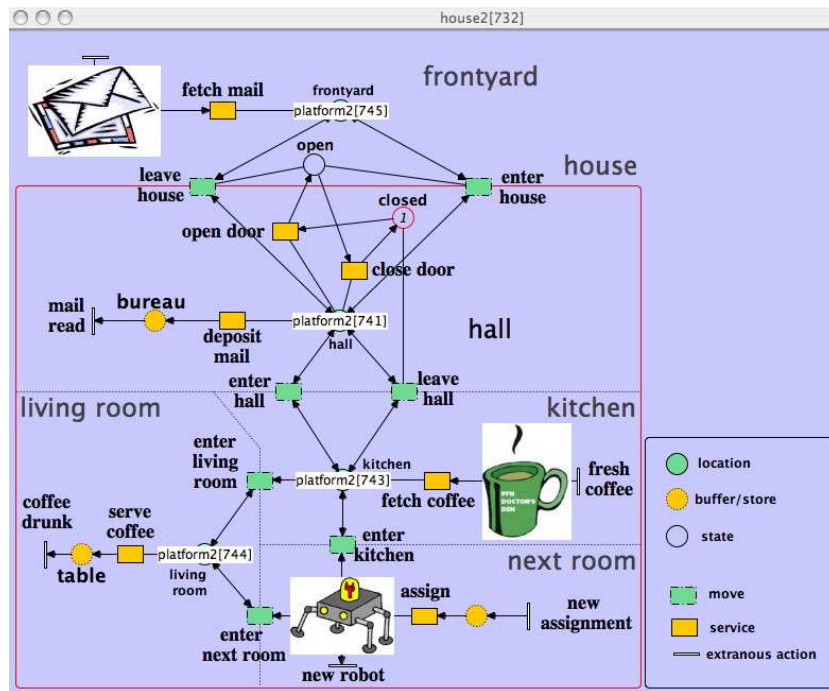 house2[732]
frontyard
frontyard
fetch mail
platform2[745]
open
leave
house
enter
house
house
closed
1
open door
close door
mail
read
bureau
deposit
mail
platform2[741]
hall
hall
enter
hall
leave
hall
living room
kitchen
enter
living
room
kitchen
platform2[743]
fetch coffee
PFH
DOCTOR'S
DEN
fresh
coffee
coffee
drunk
serve
coffee
table
platform2[744]
living
room
enter
kitchen
next room
enter
next room
assign
new
assignment
new robot
location
buffer/store
state
move
service
extranous action